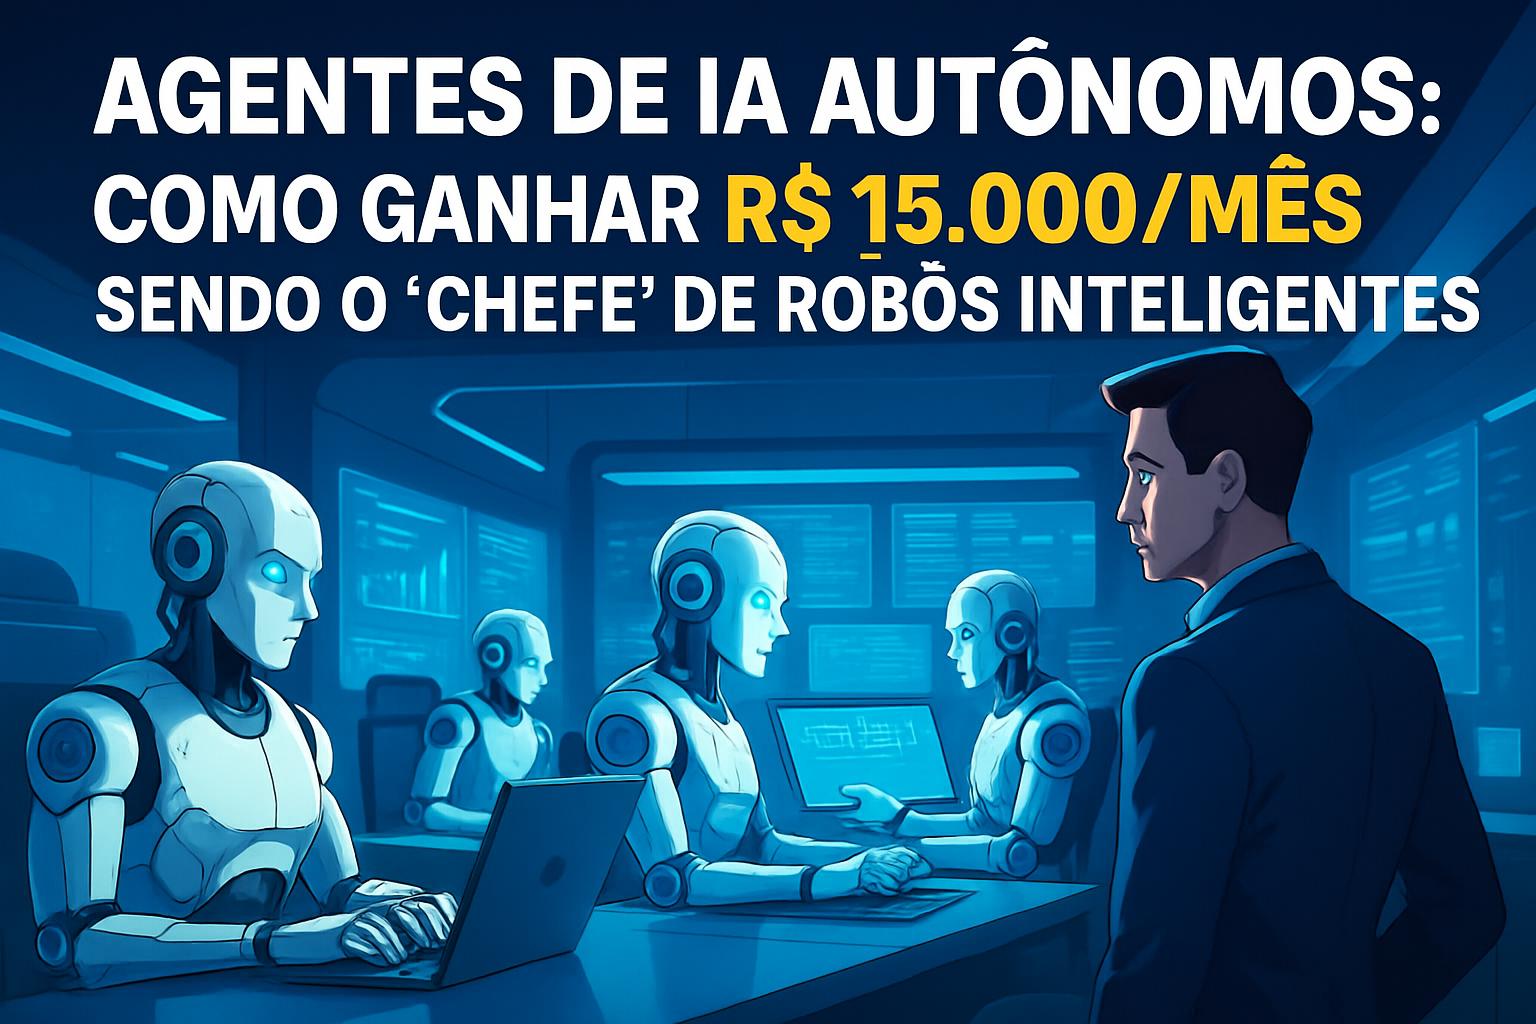 AGENTES DE IA AUTÔNOMOS:
COMO GANHAR R$ 15.000/MÊS
SENDO O ‘CHEFE’ DE ROBÕS INTELIGENTES